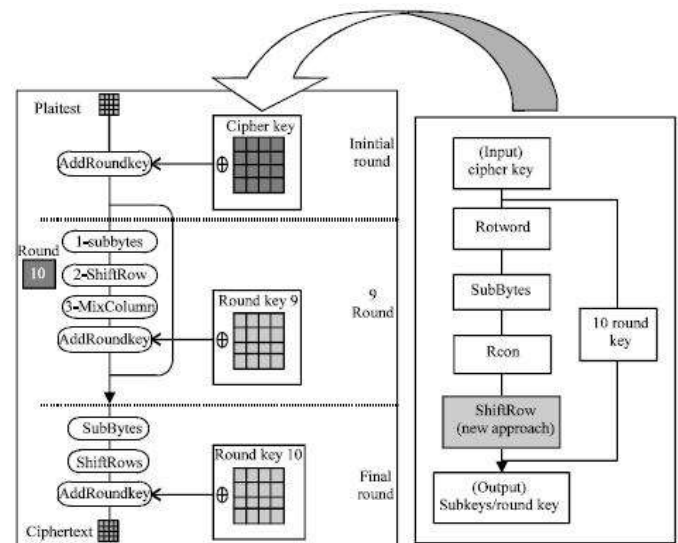 Plaitest
AddRoundkey
Cipher key
Inintial
round
Round
10
1-subbytes
2-ShiftRow
3-MixColumn
AddRoundkey
Round key 9
9
Round
SubBytes
ShiftRows
AddRoundkey
Round key 10
Final
round
Ciphertext
(Input)
cipher key
Rotword
SubBytes
Rcon
10 round
key
ShiftRow
(new approach)
(Output)
Subkeys/round key